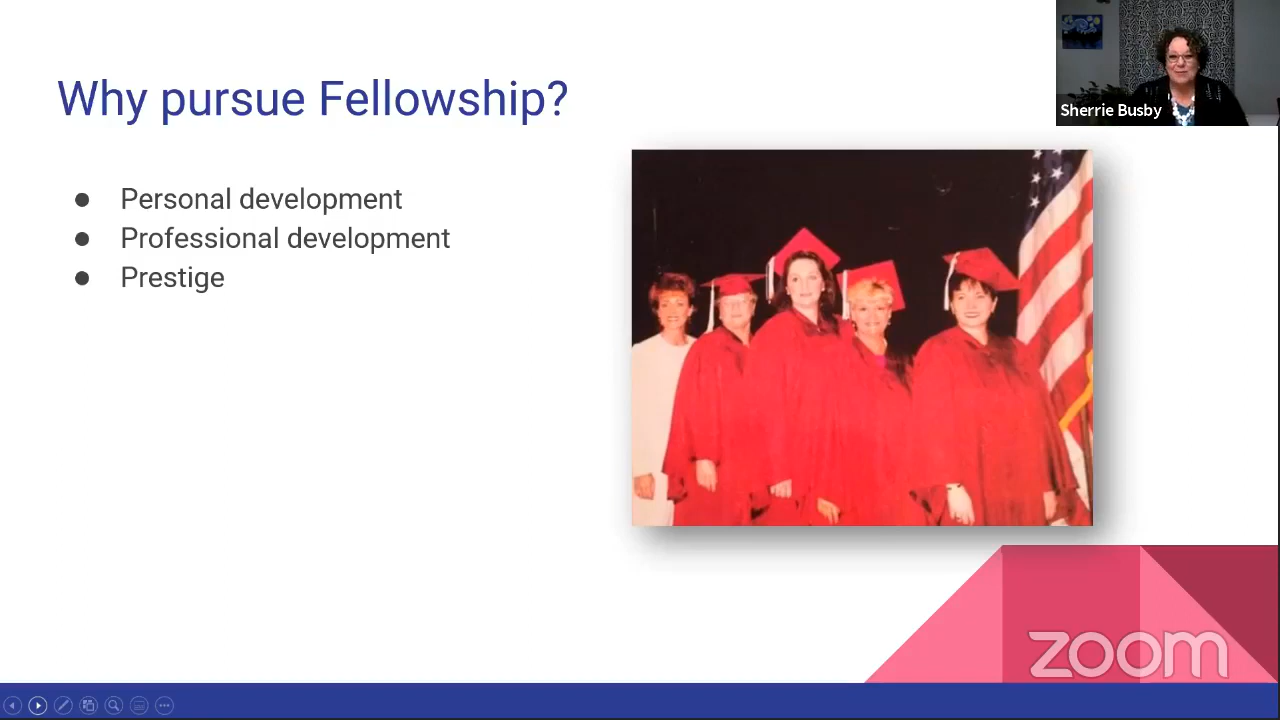 Why pursue Fellowship?
Sherrie Busby
● Personal development
● Professional development
● Prestige
zoom